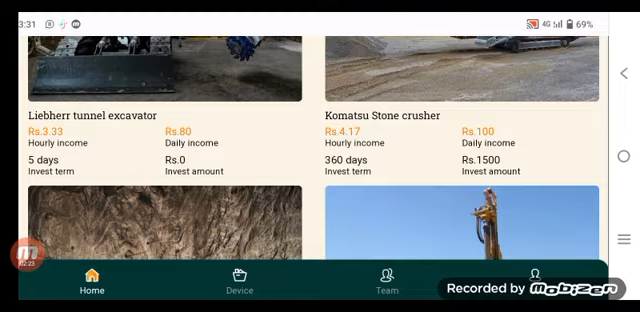 3:31
4G 69%
Liebherr tunnel excavator
Komatsu Stone crusher
Rs.3.33 Rs.80
Rs.4.17 Rs.100
Hourly income Daily income
Hourly income Daily income
5 days Rs.0
360 days Rs.1500
Invest term Invest amount
Invest term Invest amount
02:23
Home Device Team
Recorded by Mobizen